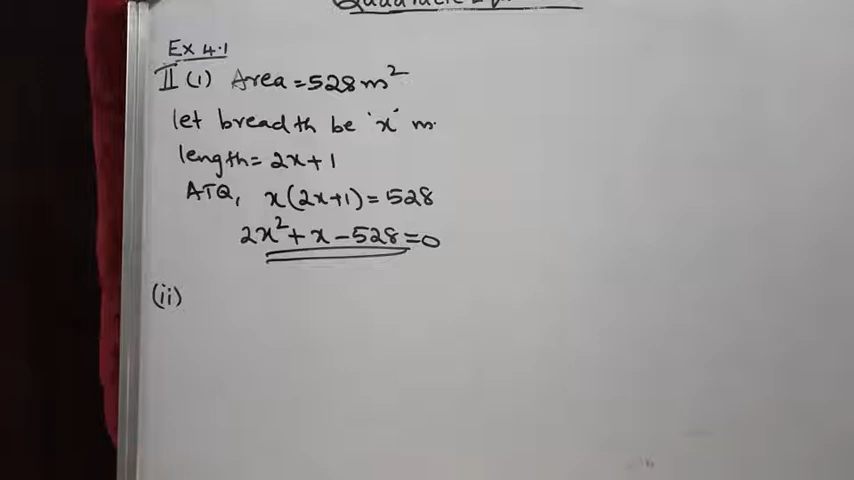 Ex 4.1
II (1) Area = 528 m²
let breadth be 'x' m.
length = 2x+1
ATQ, x(2x+1) = 528
2x² + x - 528 = 0
(ii)